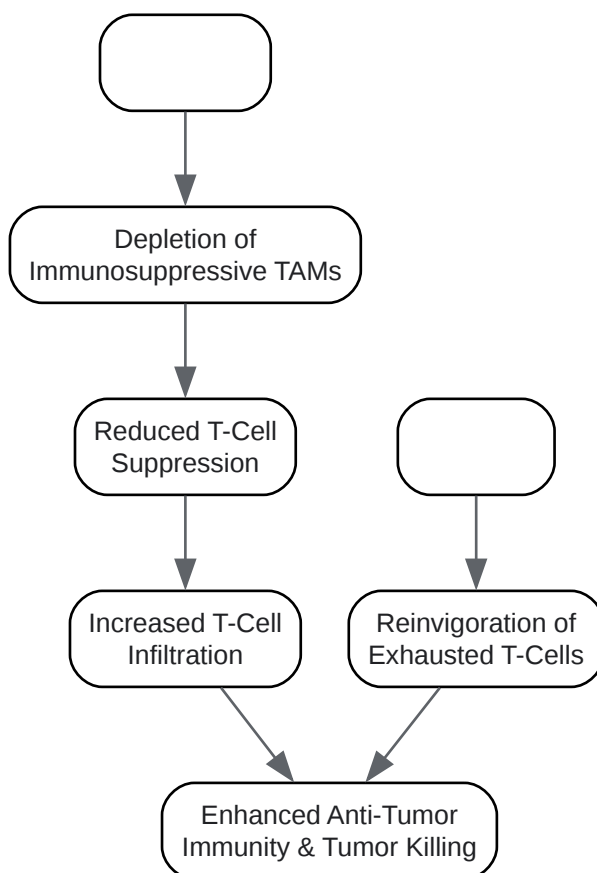 Depletion of
Immunosuppressive TAMs
Reduced T-Cell
Suppression
Increased T-Cell
Infiltration
Reinvigoration of
Exhausted T-Cells
Enhanced Anti-Tumor
Immunity & Tumor Killing